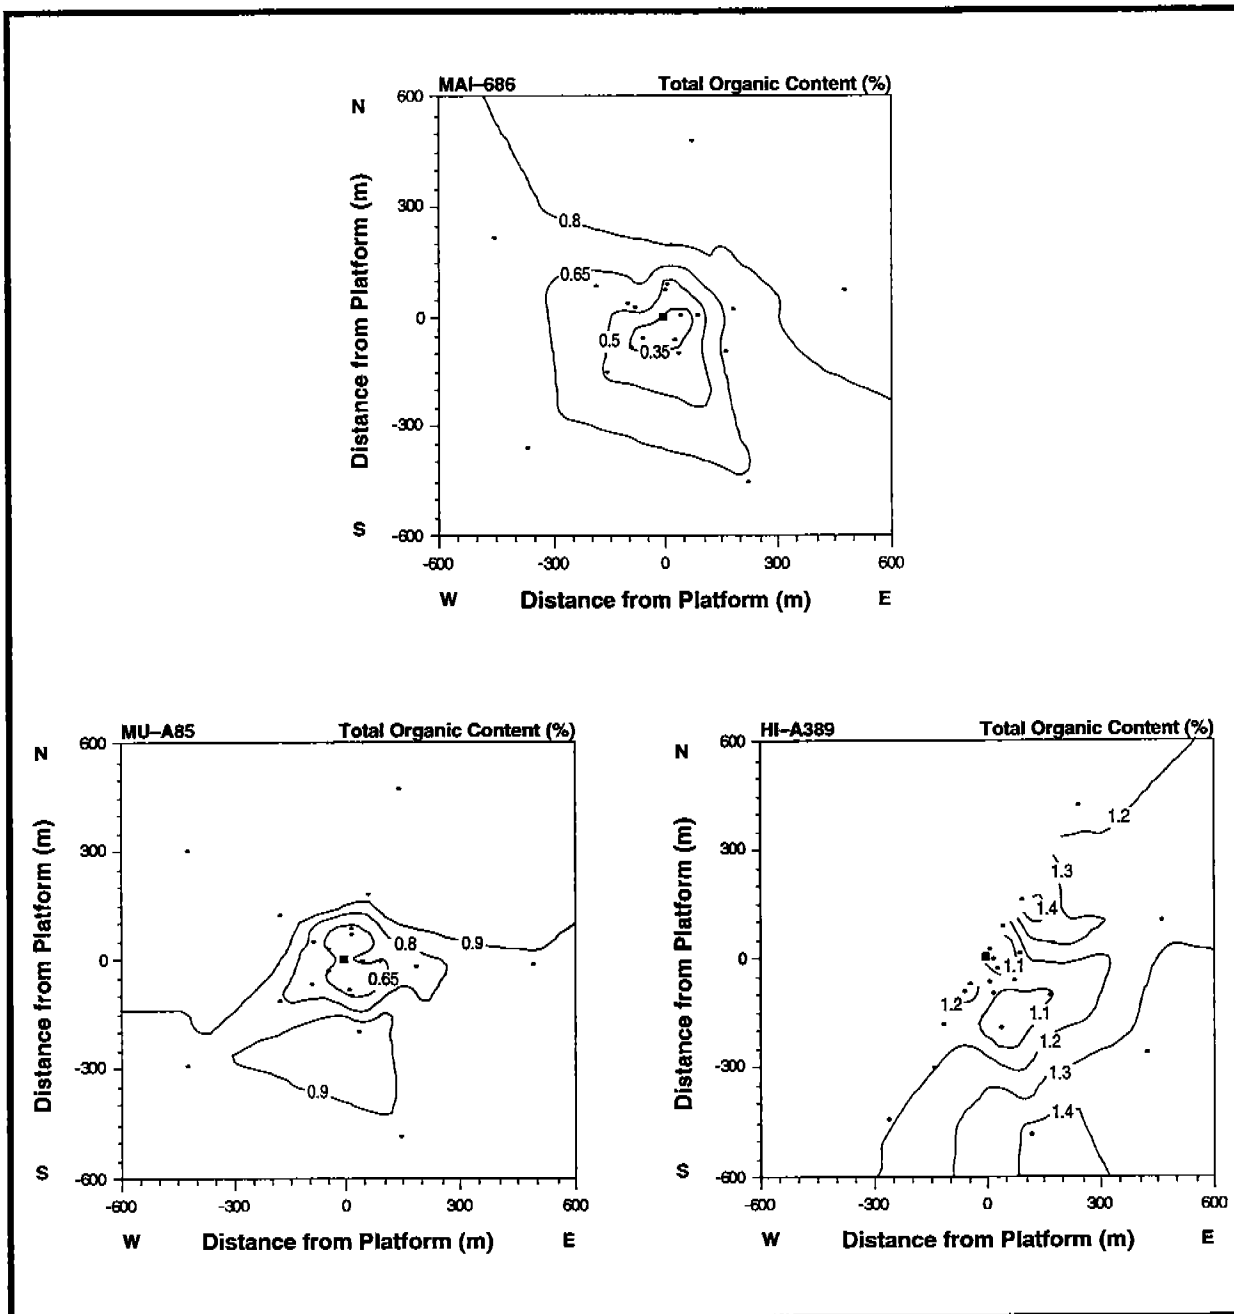 MAI-686 Total Organic Content (%)
N
600
300
0
-300
-600
S
Distance from Platform (m)
0.8
0.65
0.5
0.35
-600 -300 0 300 600
W Distance from Platform (m) E
MU-A85 Total Organic Content (%)
N
600
300
0
-300
-600
S
Distance from Platform (m)
0.8
0.9
0.65
0.9
-600 -300 0 300 600
W Distance from Platform (m) E
HI-A389 Total Organic Content (%)
N
600
300
0
-300
-600
S
Distance from Platform (m)
1.2
1.3
1.4
1.1
1.2
1.1
1.2
1.3
1.4
-600 -300 0 300 600
W Distance from Platform (m) E